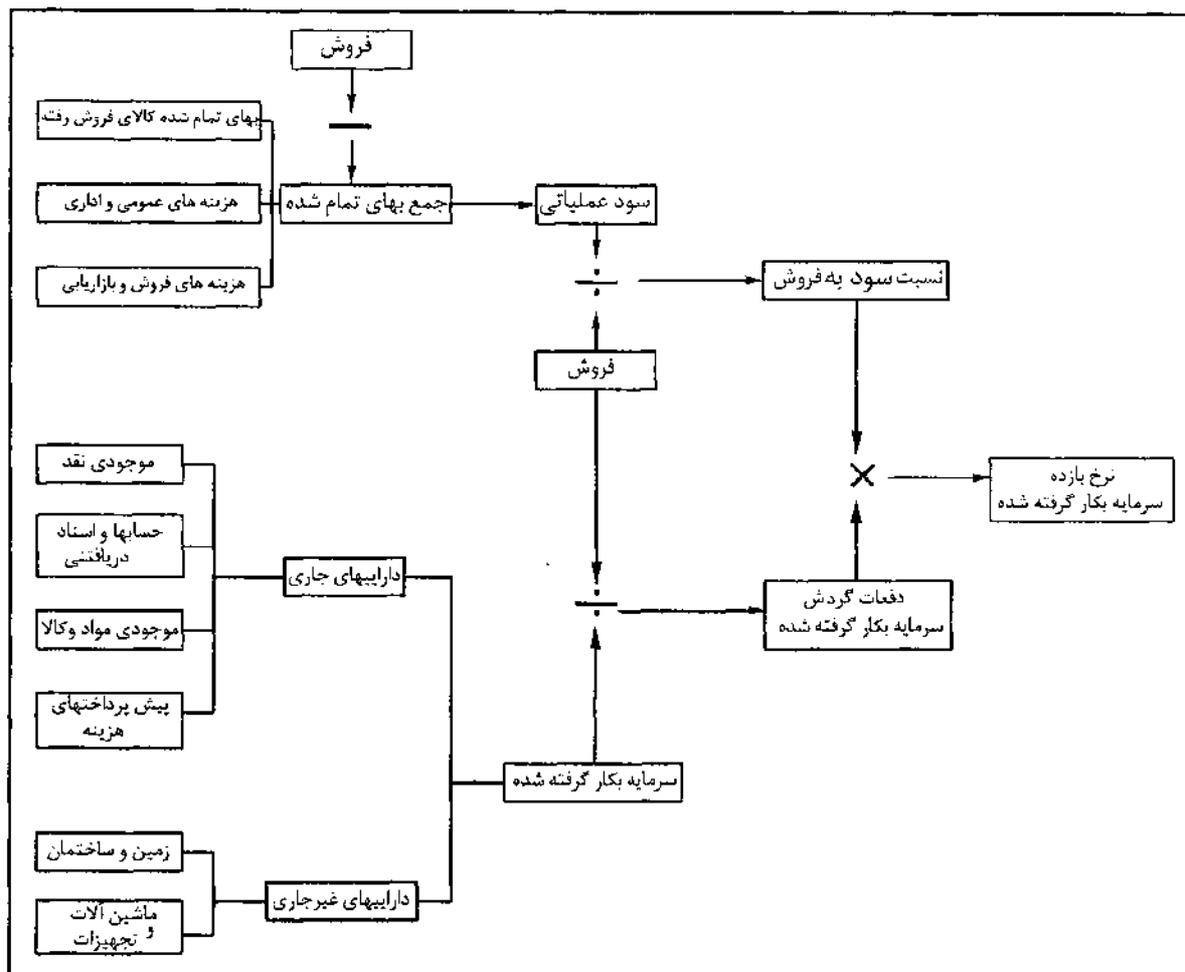 فروش
بهای تمام شده کالای فروش رفته
هزینه های عمومی و اداری
جمع بهای تمام شده
سود عملیاتی
هزینه های فروش و بازاریابی
نسبت سود به فروش
فروش
موجودی نقد
حسابها و اسناد
دریافتنی
داراییهای جاری
موجودی مواد وکالا
پیش پرداختهای
هزینه
نرخ بازده
سرمایه بکار گرفته شده
دفعات گردش
سرمایه بکار گرفته شده
سرمایه بکار گرفته شده
زمین و ساختمان
داراییهای غیرجاری
ماشین آلات
و
تجهیزات